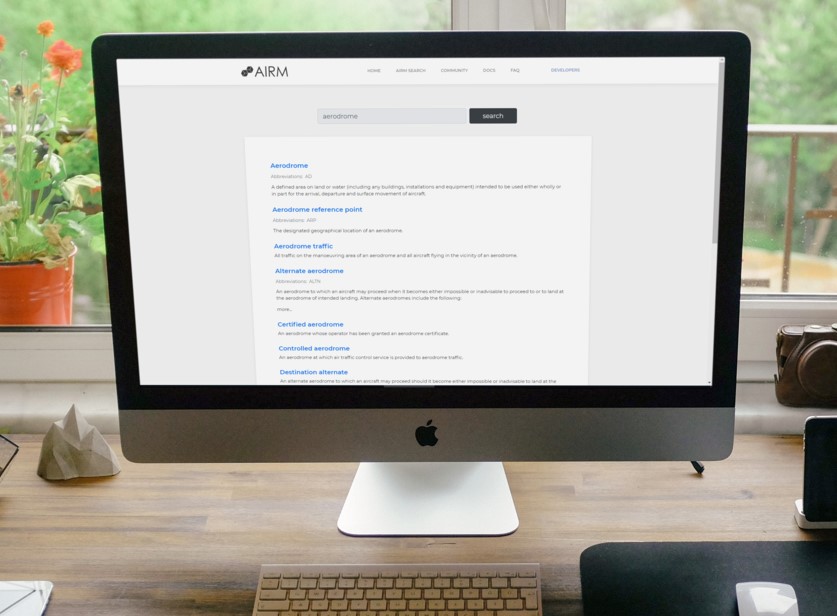 AIRM
HOME AIRM SEARCH COMMUNITY DOCS FAQ DEVELOPERS
aerodrome search
Aerodrome
Abbreviations: AD
A defined area on land or water (including any buildings, installations and equipment) intended to be used either wholly or
in part for the arrival, departure and surface movement of aircraft.
Aerodrome reference point
Abbreviations: ARP
The designated geographical location of an aerodrome.
Aerodrome traffic
All traffic on the manoeuvring area of an aerodrome and all aircraft flying in the vicinity of an aerodrome.
Alternate aerodrome
Abbreviations: ALTN
An aerodrome to which an aircraft may proceed when it becomes either impossible or inadvisable to proceed to or to land at
the aerodrome of intended landing. Alternate aerodromes include the following:
more...
Certified aerodrome
An aerodrome whose operator has been granted an aerodrome certificate.
Controlled aerodrome
An aerodrome at which air traffic control service is provided to aerodrome traffic.
Destination alternate
An alternate aerodrome to which an aircraft may proceed should it become either impossible or inadvisable to land at the